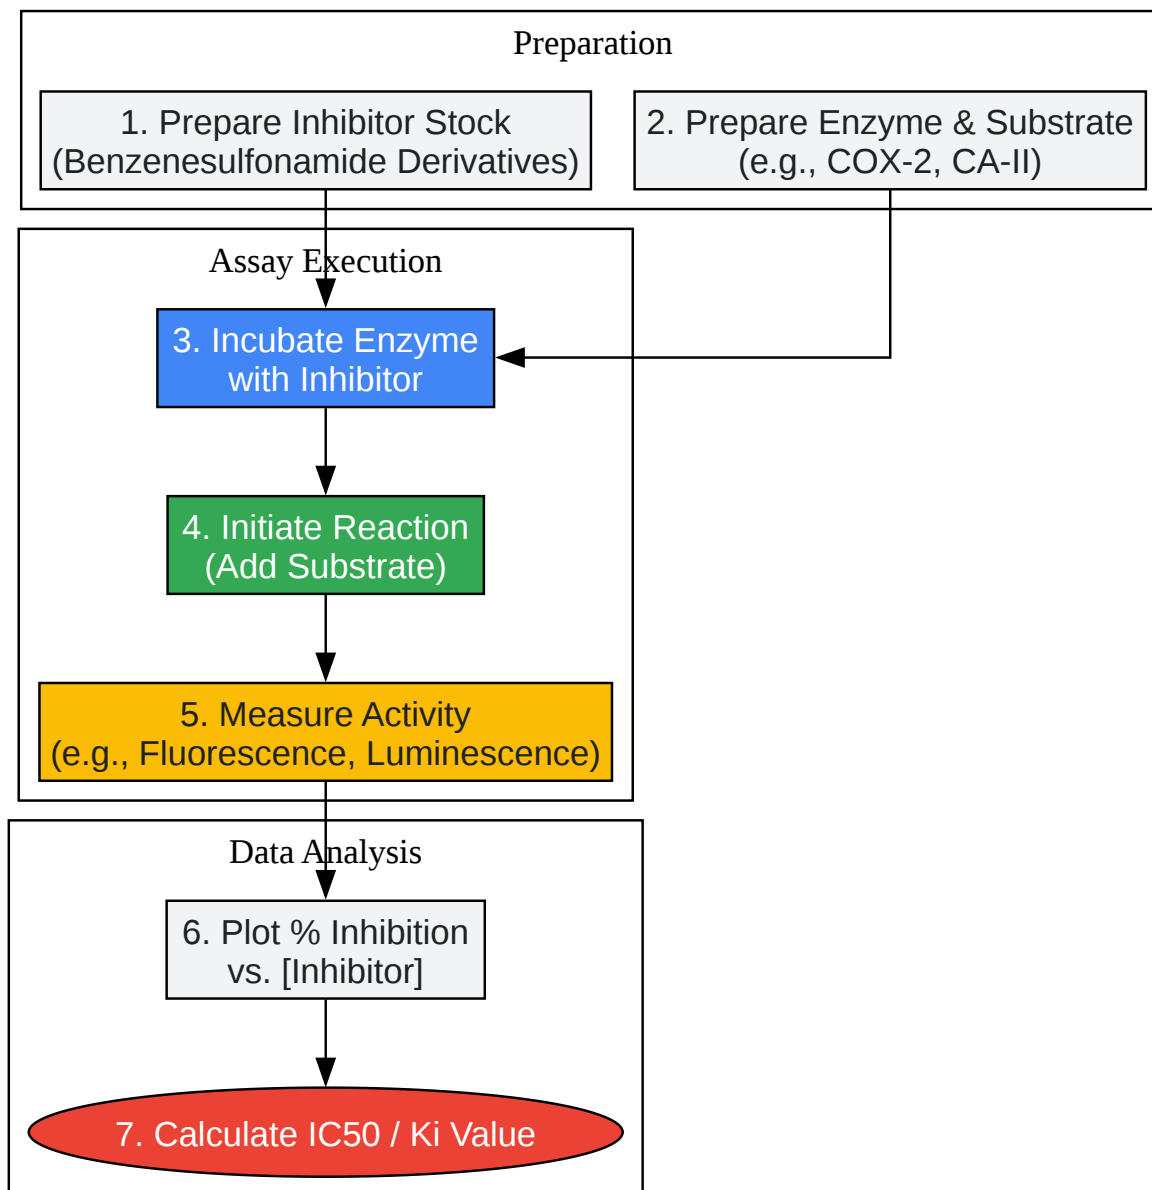 Preparation
1. Prepare Inhibitor Stock
(Benzenesulfonamide Derivatives)
2. Prepare Enzyme & Substrate
(e.g., COX-2, CA-II)
Assay Execution
3. Incubate Enzyme
with Inhibitor
4. Initiate Reaction
(Add Substrate)
5. Measure Activity
(e.g., Fluorescence, Luminescence)
Data Analysis
6. Plot % Inhibition
vs. [Inhibitor]
7. Calculate IC50 / Ki Value